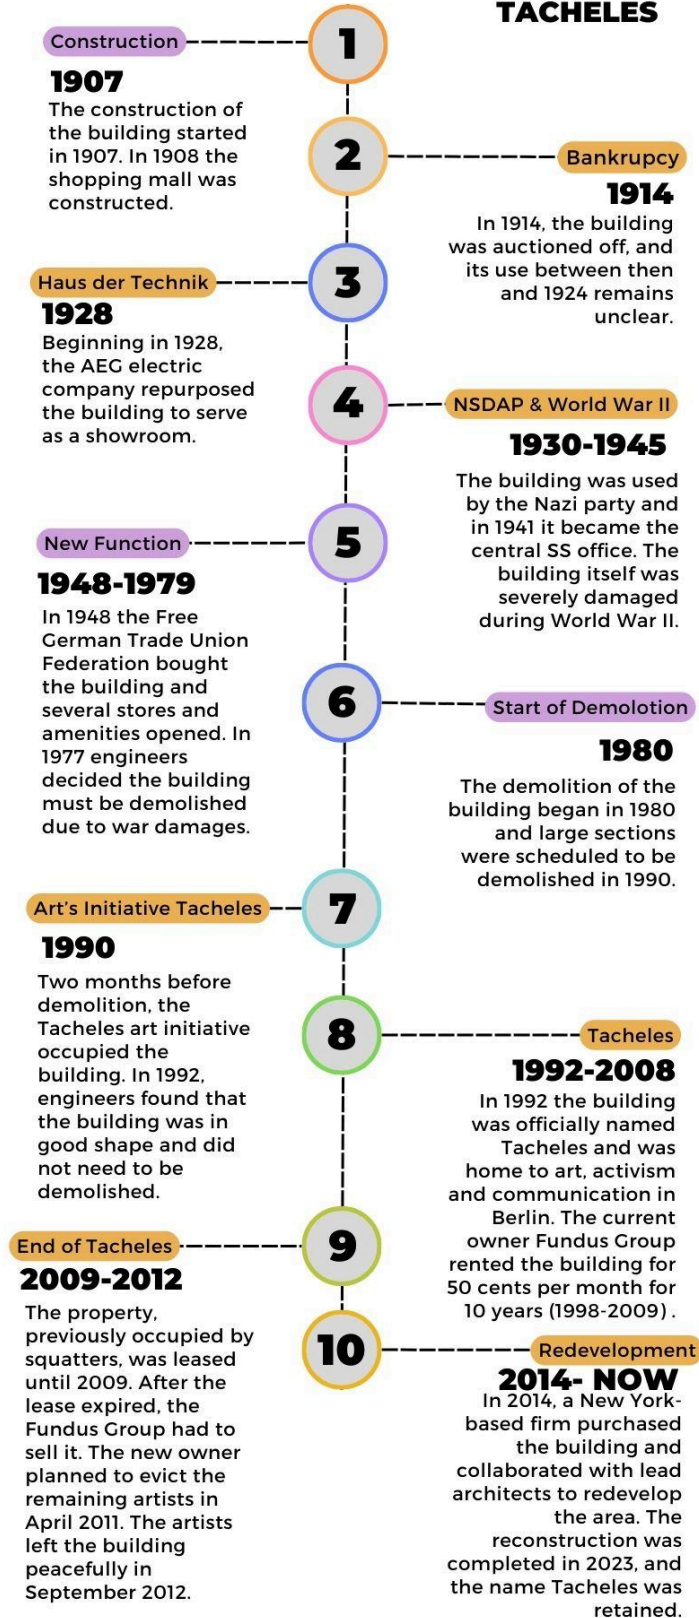 TACHELES
Construction
1
1907
The construction of
the building started
in 1907. In 1908 the
shopping mall was
constructed.
2
Bankrupcy
1914
In 1914, the building
was auctioned off, and
its use between then
and 1924 remains
unclear.
Haus der Technik
3
1928
Beginning in 1928,
the AEG electric
company repurposed
the building to serve
as a showroom.
4
NSDAP & World War II
1930-1945
The building was used
by the Nazi party and
in 1941 it became the
central SS office. The
building itself was
severely damaged
during World War II.
New Function
5
1948-1979
In 1948 the Free
German Trade Union
Federation bought
the building and
several stores and
amenities opened. In
1977 engineers
decided the building
must be demolished
due to war damages.
6
Start of Demolotion
1980
The demolition of the
building began in 1980
and large sections
were scheduled to be
demolished in 1990.
Art's Initiative Tacheles
7
1990
Two months before
demolition, the
Tacheles art initiative
occupied the
building. In 1992,
engineers found that
the building was in
good shape and did
not need to be
demolished.
8
Tacheles
1992-2008
In 1992 the building
was officially named
Tacheles and was
home to art, activism
and communication in
Berlin. The current
owner Fundus Group
rented the building for
50 cents per month for
10 years (1998-2009) .
End of Tacheles
9
2009-2012
The property,
previously occupied by
squatters, was leased
until 2009. After the
lease expired, the
Fundus Group had to
sell it. The new owner
planned to evict the
remaining artists in
April 2011. The artists
left the building
peacefully in
September 2012.
10
Redevelopment
2014- NOW
In 2014, a New York-
based firm purchased
the building and
collaborated with lead
architects to redevelop
the area. The
reconstruction was
completed in 2023, and
the name Tacheles was
retained.